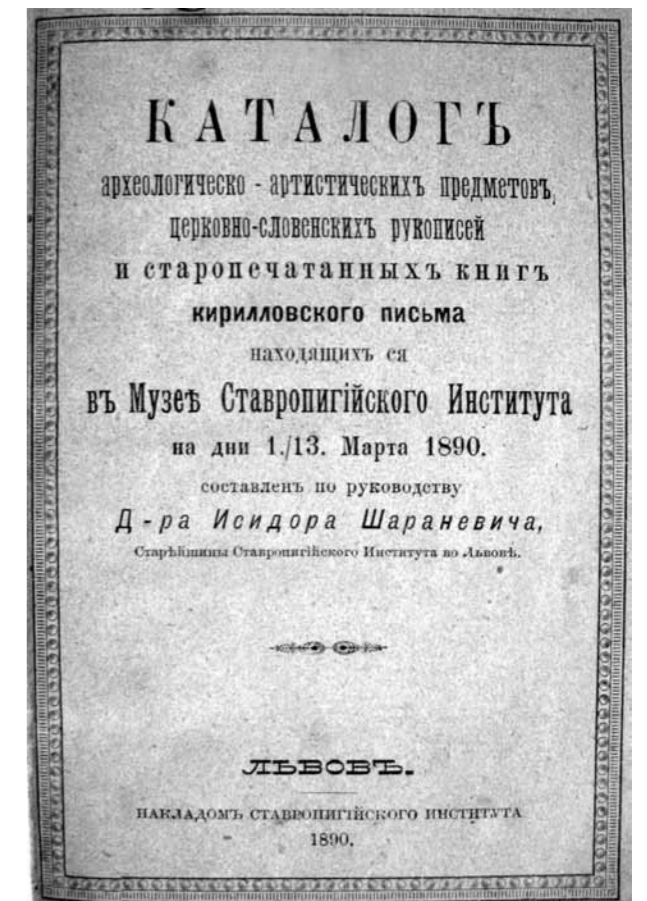 КАТАЛОГЪ
археологическо - артистическихъ предметовъ,
церковно-словенскихъ рукописей
и старопечатанныхъ книгъ
кирилловского письма
находящихъ ся
въ Музеѣ Ставропигійского Института
на дни 1./13. Марта 1890.
составленъ по руководству
Д-ра Исидора Шараневича,
Старѣйшины Ставропигійского Института во Львовѣ.
ЛЬВОВЪ.
НАКЛАДОМЪ СТАВРОПИГІЙСКОГО ИНСТИТУТА
1890.